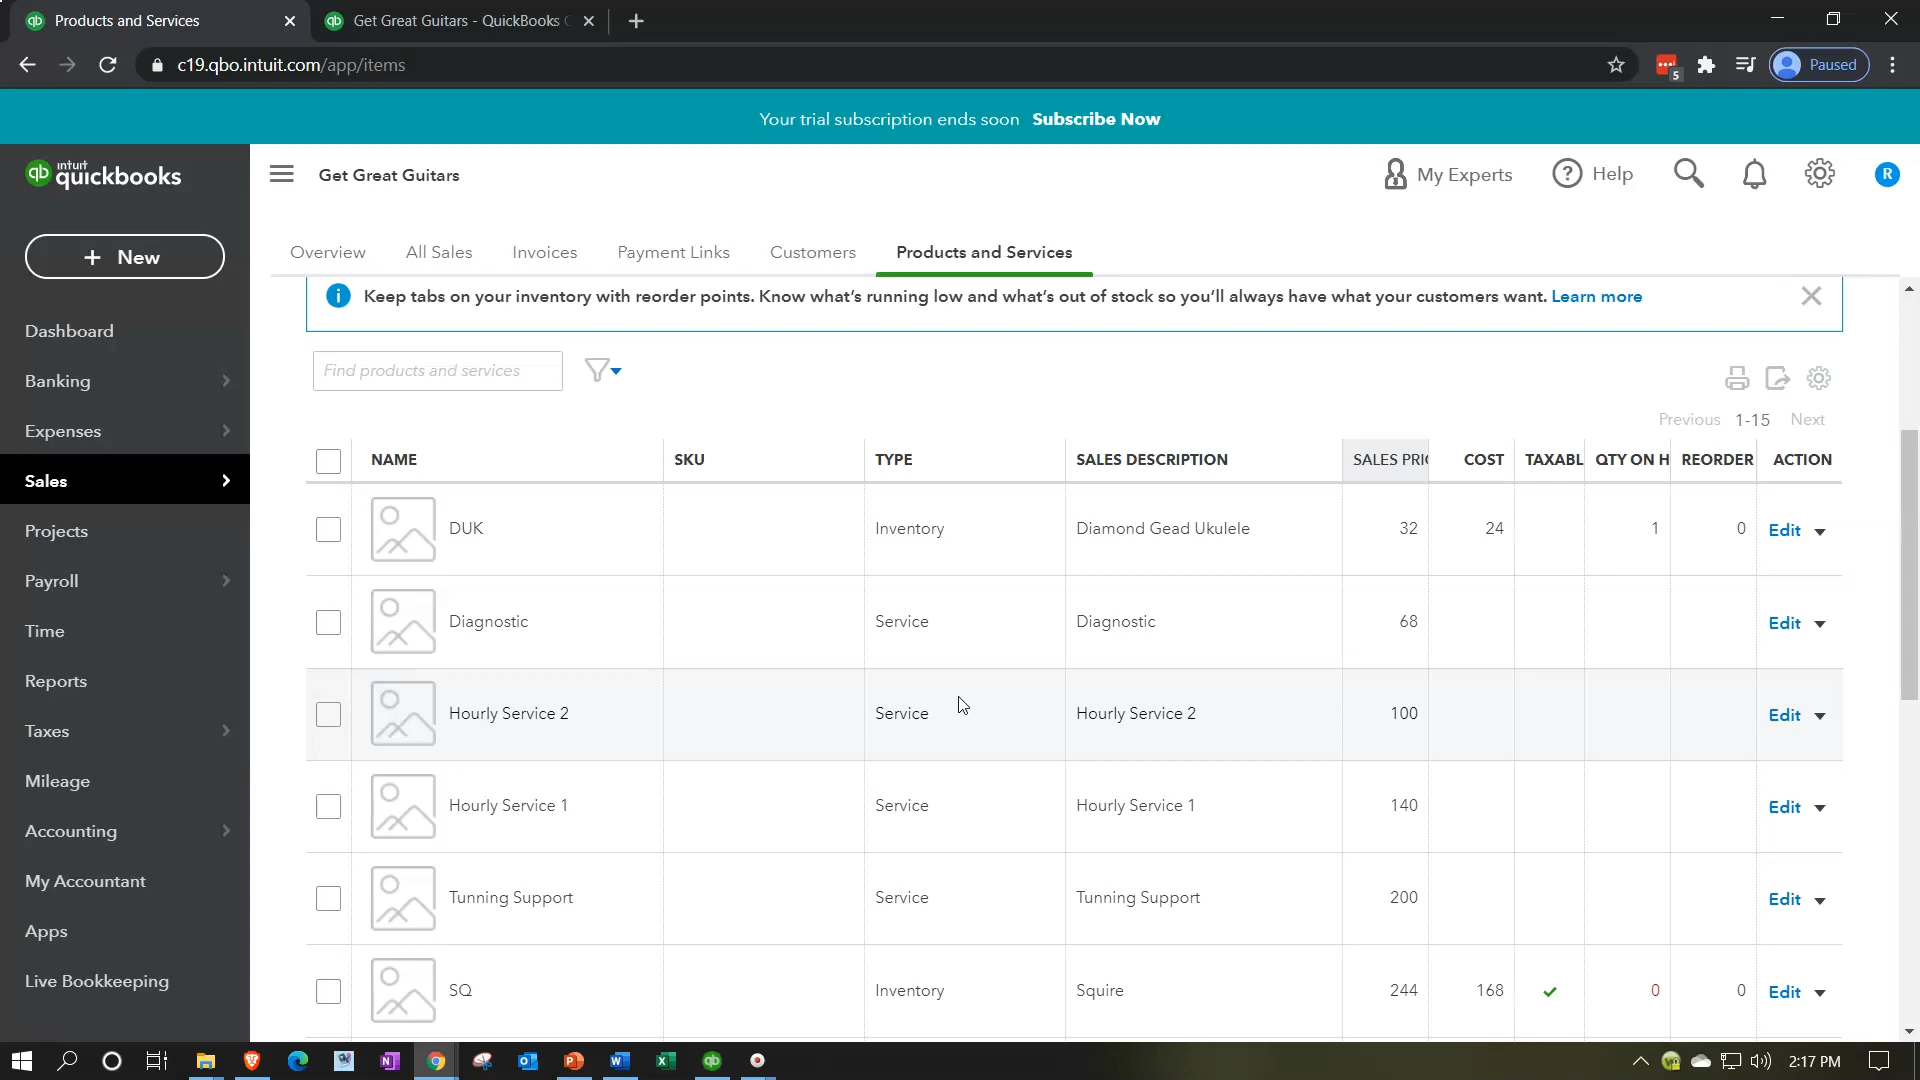 Products and Services
Get Great Guitars - QuickBooks
c19.qbo.intuit.com/app/items
5
Paused
Your trial subscription ends soon Subscribe Now
qb intuit quickbooks
Get Great Guitars
My Experts
Help
R
+ New
Overview
All Sales
Invoices
Payment Links
Customers
Products and Services
Keep tabs on your inventory with reorder points. Know what's running low and what's out of stock so you'll always have what your customers want. Learn more
Find products and services
Previous 1-15 Next
Dashboard
Banking
Expenses
Sales
Projects
Payroll
Time
Reports
Taxes
Mileage
Accounting
My Accountant
Apps
Live Bookkeeping
NAME SKU TYPE SALES DESCRIPTION SALES PRI COST TAXABL QTY ON H REORDER ACTION
DUK Inventory Diamond Gead Ukulele 32 24 1 0 Edit
Diagnostic Service Diagnostic 68 Edit
Hourly Service 2 Service Hourly Service 2 100 Edit
Hourly Service 1 Service Hourly Service 1 140 Edit
Tunning Support Service Tunning Support 200 Edit
SQ Inventory Squire 244 168 0 0 Edit
2:17 PM